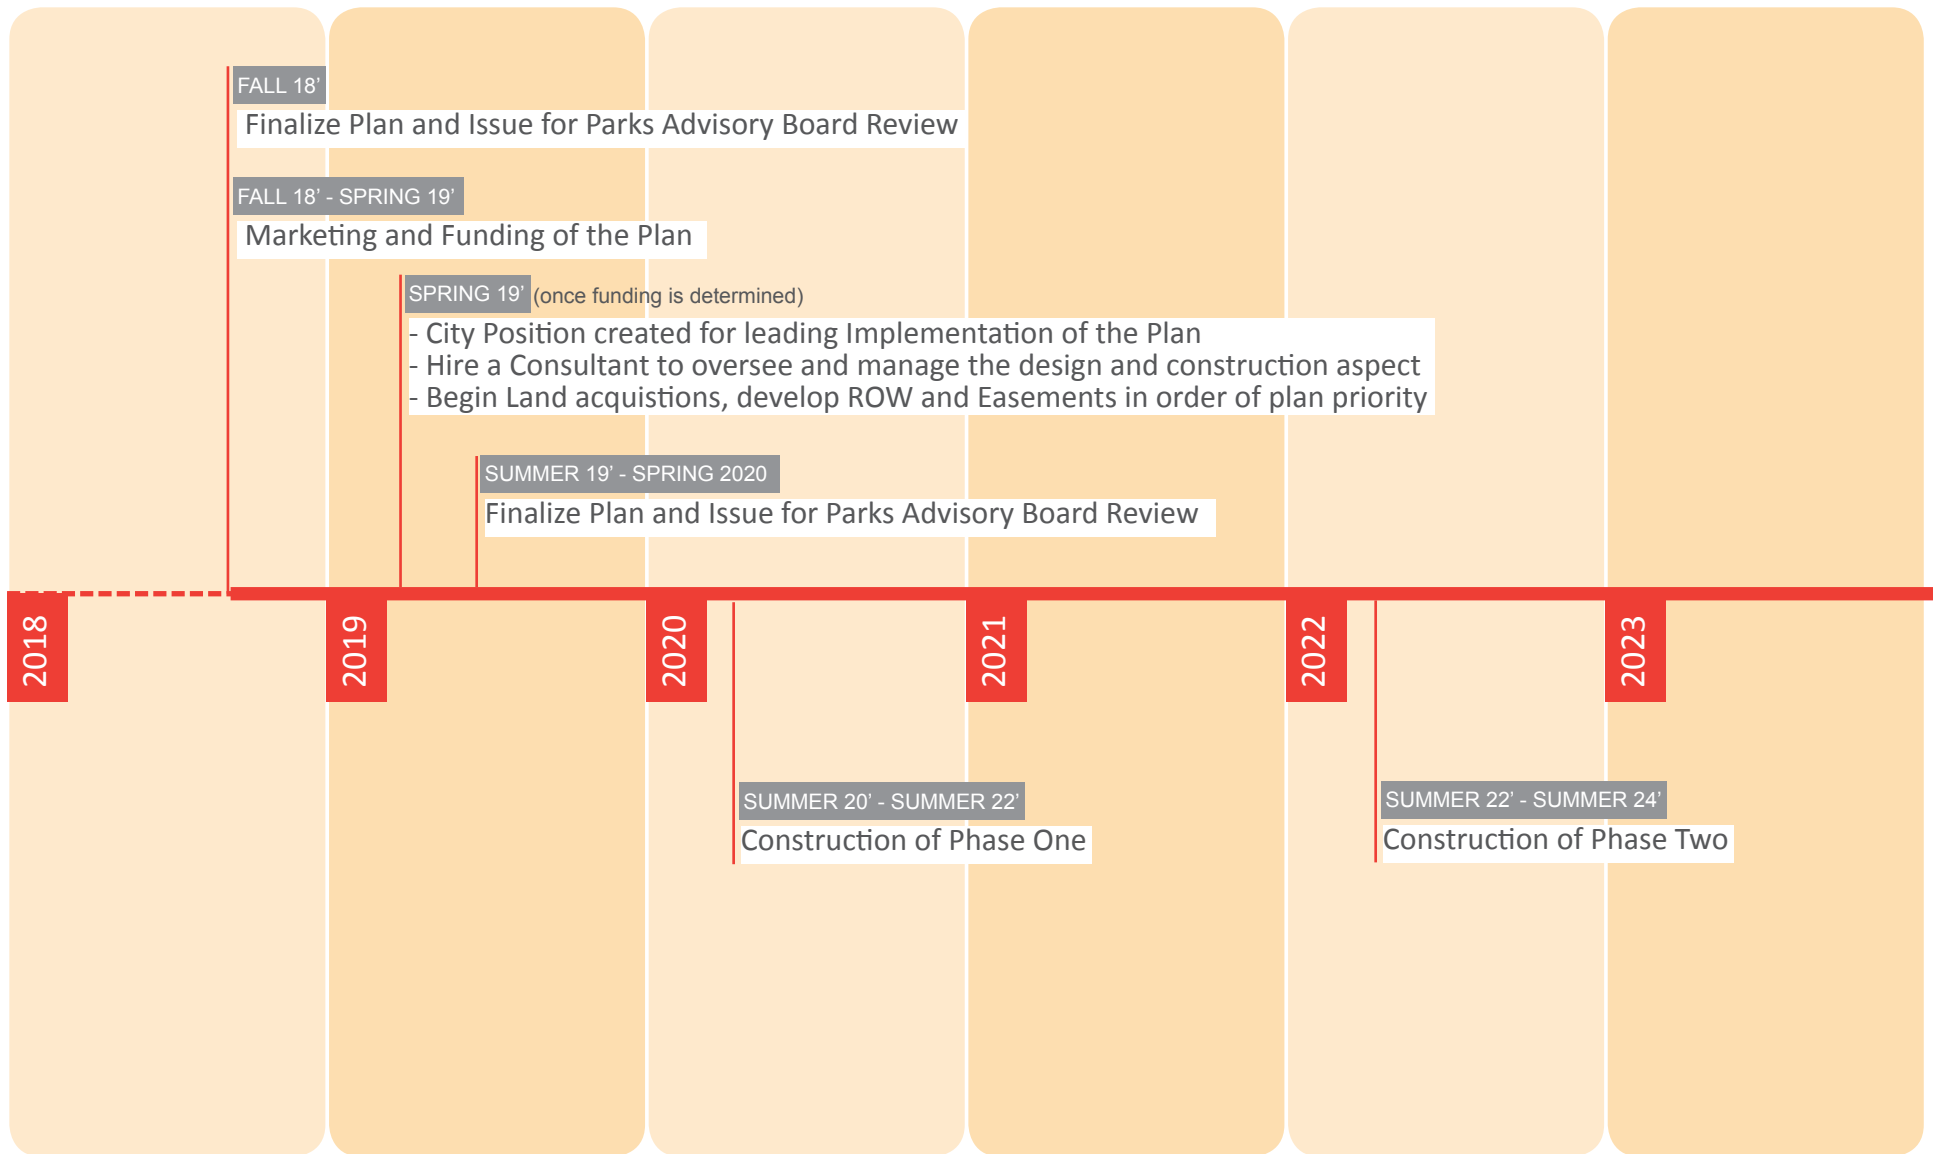 FALL 18’
Finalize Plan and Issue for Parks Advisory Board Review
FALL 18’ - SPRING 19’
Marketing and Funding of the Plan
SPRING 19’ (once funding is determined)
- City Position created for leading Implementation of the Plan
- Hire a Consultant to oversee and manage the design and construction aspect
- Begin Land acquistions, develop ROW and Easements in order of plan priority
SUMMER 19’ - SPRING 2020
Finalize Plan and Issue for Parks Advisory Board Review
2018
2019
2020
2021
2022
2023
SUMMER 20’ - SUMMER 22’
Construction of Phase One
SUMMER 22’ - SUMMER 24’
Construction of Phase Two